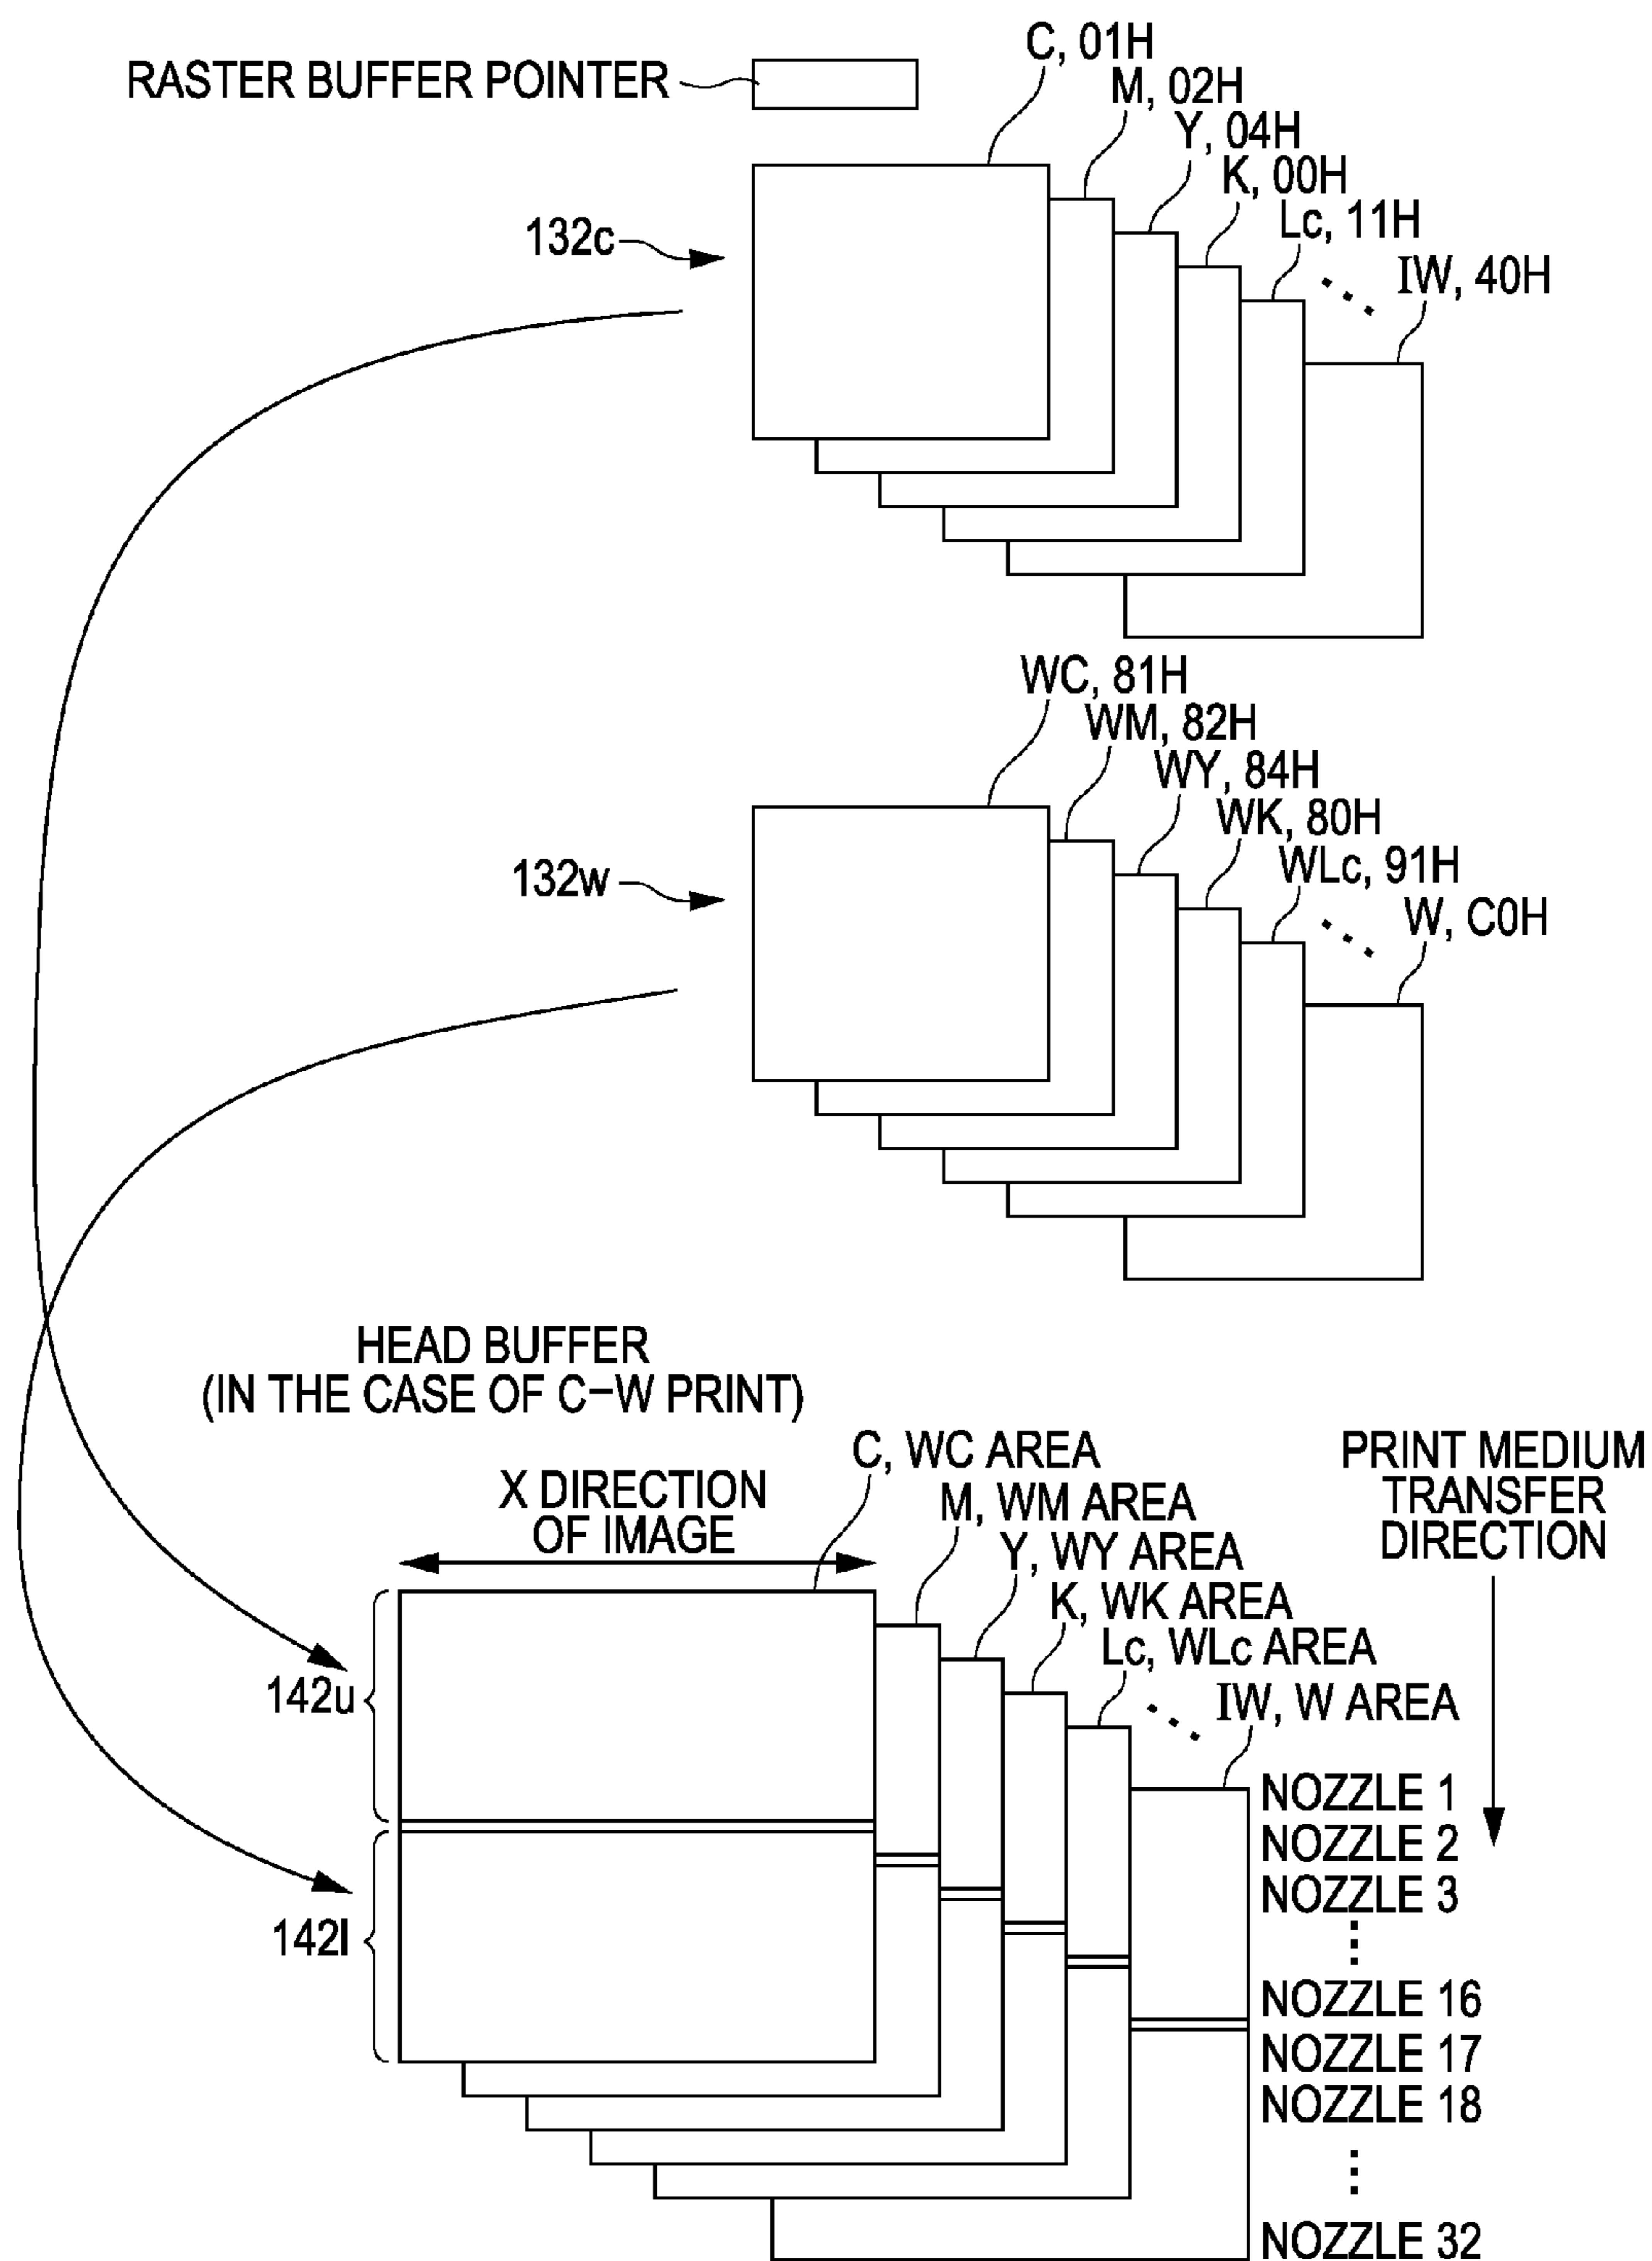 RASTER BUFFER POINTER
C, 01H
M, 02H
Y, 04H
K, 00H
Lc, 11H
IW, 40H
132c
WC, 81H
WM, 82H
WY, 84H
WK, 80H
WLc, 91H
W, C0H
132w
HEAD BUFFER
(IN THE CASE OF C-W PRINT)
X DIRECTION
OF IMAGE
C, WC AREA
M, WM AREA
Y, WY AREA
K, WK AREA
Lc, WLc AREA
IW, W AREA
PRINT MEDIUM
TRANSFER
DIRECTION
142u
142l
NOZZLE 1
NOZZLE 2
NOZZLE 3
NOZZLE 16
NOZZLE 17
NOZZLE 18
NOZZLE 32